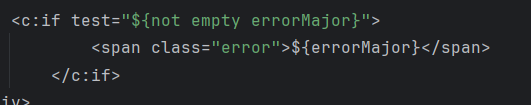 <c:if test="${not empty errorMajor}">
<span class="error">${errorMajor}</span>
</c:if>